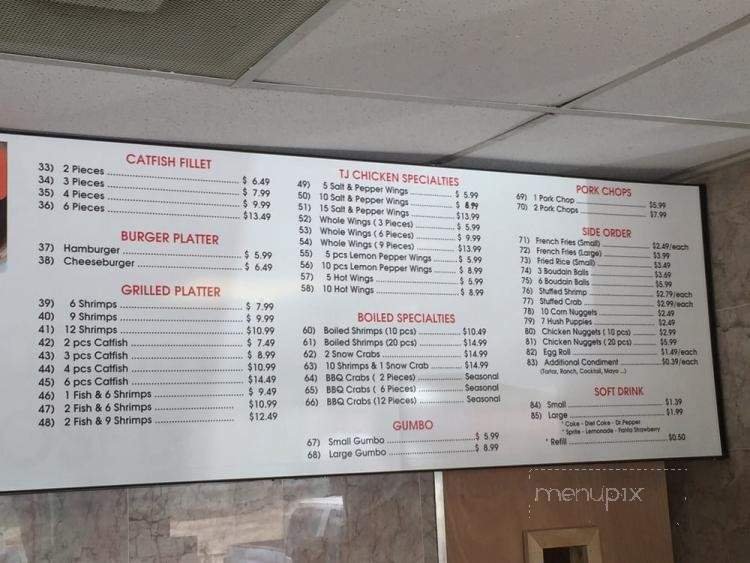 CATFISH FILLET
33) 2 Pieces $ 6.49
34) 3 Pieces $ 7.99
35) 4 Pieces $ 9.99
36) 6 Pieces $13.49
BURGER PLATTER
37) Hamburger $ 5.99
38) Cheeseburger $ 6.49
GRILLED PLATTER
39) 6 Shrimps $ 7.99
40) 9 Shrimps $ 9.99
41) 12 Shrimps $10.99
42) 2 pcs Catfish $ 7.49
43) 3 pcs Catfish $ 8.99
44) 4 pcs Catfish $10.99
45) 6 pcs Catfish $14.49
46) 1 Fish & 6 Shrimps $ 9.49
47) 2 Fish & 6 Shrimps $10.99
48) 2 Fish & 9 Shrimps $12.49
TJ CHICKEN SPECIALTIES
49) 5 Salt & Pepper Wings $ 5.99
50) 10 Salt & Pepper Wings $ 8.99
51) 15 Salt & Pepper Wings $13.99
52) Whole Wings ( 3 Pieces) $ 5.99
53) Whole Wings ( 6 Pieces) $ 9.99
54) Whole Wings ( 9 Pieces) $13.99
55) 5 pcs Lemon Pepper Wings $ 5.99
56) 10 pcs Lemon Pepper Wings $ 8.99
57) 5 Hot Wings $ 5.99
58) 10 Hot Wings $ 8.99
BOILED SPECIALTIES
60) Boiled Shrimps (10 pcs) $10.49
61) Boiled Shrimps (20 pcs) $14.99
62) 2 Snow Crabs $14.99
63) 10 Shrimps & 1 Snow Crab $14.99
64) BBQ Crabs ( 2 Pieces) Seasonal
65) BBQ Crabs ( 6 Pieces) Seasonal
66) BBQ Crabs (12 Pieces) Seasonal
GUMBO
67) Small Gumbo $ 5.99
68) Large Gumbo $ 8.99
PORK CHOPS
69) 1 Pork Chop $5.99
70) 2 Pork Chops $7.99
SIDE ORDER
71) French Fries (Small) $2.49/each
72) French Fries (Large) $3.99
73) Fried Rice (Small) $3.49
74) 3 Boudain Balls $3.69
75) 6 Boudain Balls $5.99
76) Stuffed Shrimp $2.79/each
77) Stuffed Crab $2.99/each
78) 10 Corn Nuggets $2.49
79) 7 Hush Puppies $2.49
80) Chicken Nuggets ( 10 pcs) $2.99
81) Chicken Nuggets ( 20 pcs) $5.99
82) Egg Roll $1.49/each
83) Additional Condiment $0.39/each
(Tartar, Ranch, Cocktail, Mayo ...)
SOFT DRINK
84) Small $1.39
85) Large $1.99
* Coke - Diet Coke - Dr Pepper
* Sprite - Lemonade - Fanta Strawberry
* Refill $0.50
menupix